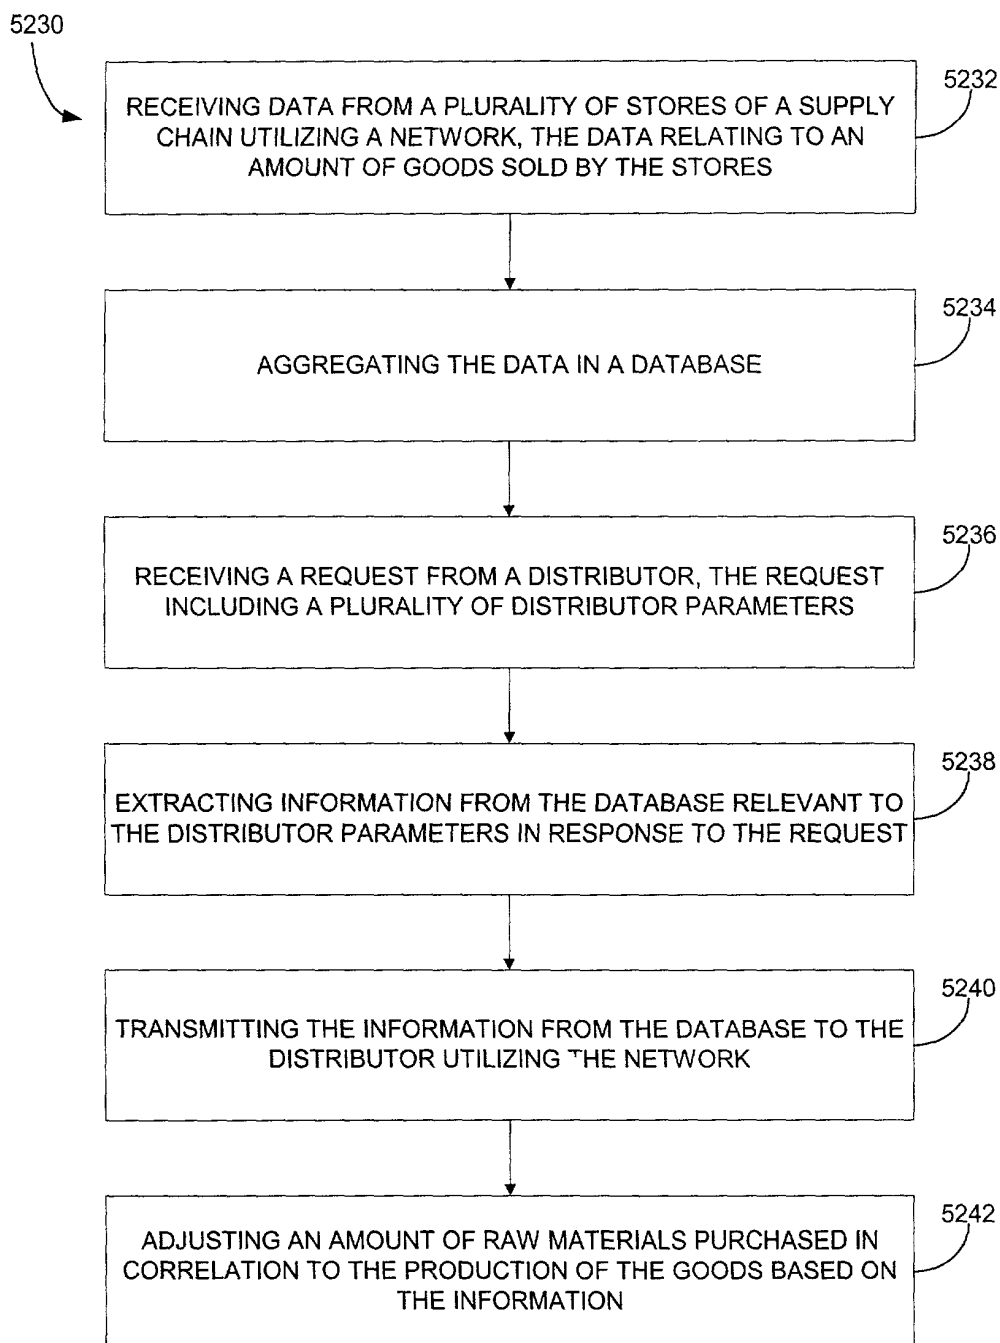 5230
5232
RECEIVING DATA FROM A PLURALITY OF STORES OF A SUPPLY
CHAIN UTILIZING A NETWORK, THE DATA RELATING TO AN
AMOUNT OF GOODS SOLD BY THE STORES
5234
AGGREGATING THE DATA IN A DATABASE
5236
RECEIVING A REQUEST FROM A DISTRIBUTOR, THE REQUEST
INCLUDING A PLURALITY OF DISTRIBUTOR PARAMETERS
5238
EXTRACTING INFORMATION FROM THE DATABASE RELEVANT TO
THE DISTRIBUTOR PARAMETERS IN RESPONSE TO THE REQUEST
5240
TRANSMITTING THE INFORMATION FROM THE DATABASE TO THE
DISTRIBUTOR UTILIZING THE NETWORK
5242
ADJUSTING AN AMOUNT OF RAW MATERIALS PURCHASED IN
CORRELATION TO THE PRODUCTION OF THE GOODS BASED ON
THE INFORMATION